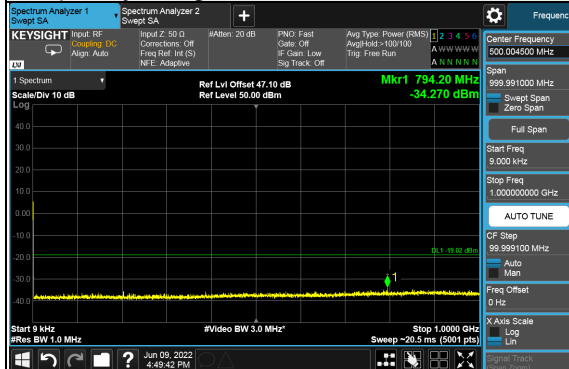 Spectrum Analyzer 1
Swept SA
Spectrum Analyzer 2
Swept SA
+
Frequenc
KEYSIGHT
Input: RF
Coupling: DC
Align: Auto
Input Z: 50 Ω
Corrections: Off
Freq Ref: Int (S)
NFE: Adaptive
#Atten: 20 dB
PNO: Fast
Gate: Off
IF Gain: Low
Sig Track: Off
Avg Type: Power (RMS)
Avg|Hold:>100/100
Trig: Free Run
1 2 3 4 5 6
A W W W W W
A N N N N N
LXI
1 Spectrum
Scale/Div 10 dB
Log
Ref Lvl Offset 47.10 dB
Ref Level 50.00 dBm
Mkr1 794.20 MHz
-34.270 dBm
40.0
30.0
20.0
10.0
0.00
-10.0
-20.0
-30.0
-40.0
DL1 -19.02 dBm
1
Start 9 kHz
#Res BW 1.0 MHz
#Video BW 3.0 MHz*
Stop 1.0000 GHz
Sweep ~20.5 ms (5001 pts)
Center Frequency
500.004500 MHz
Span
999.991000 MHz
Swept Span
Zero Span
Full Span
Start Freq
9.000 kHz
Stop Freq
1.000000000 GHz
AUTO TUNE
CF Step
99.999100 MHz
Auto
Man
Freq Offset
0 Hz
X Axis Scale
Log
Lin
Signal Track
(Span Zoom)
?
Jun 09, 2022
4:49:42 PM